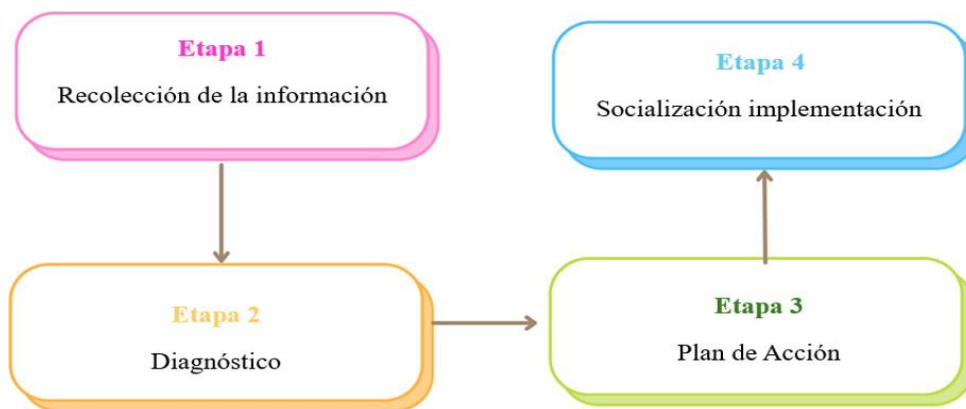 Etapa 1
Recolección de la información
Etapa 2
Diagnóstico
Etapa 3
Plan de Acción
Etapa 4
Socialización implementación